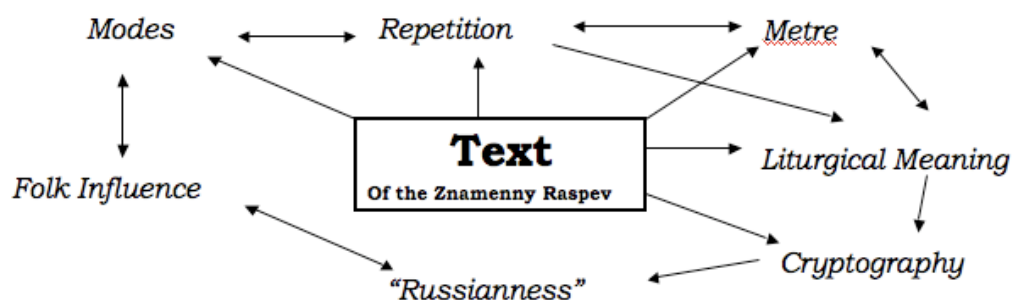 Modes
Repetition
Metre
Text
Of the Znamenny Raspev
Liturgical Meaning
Folk Influence
Cryptography
“Russianness”